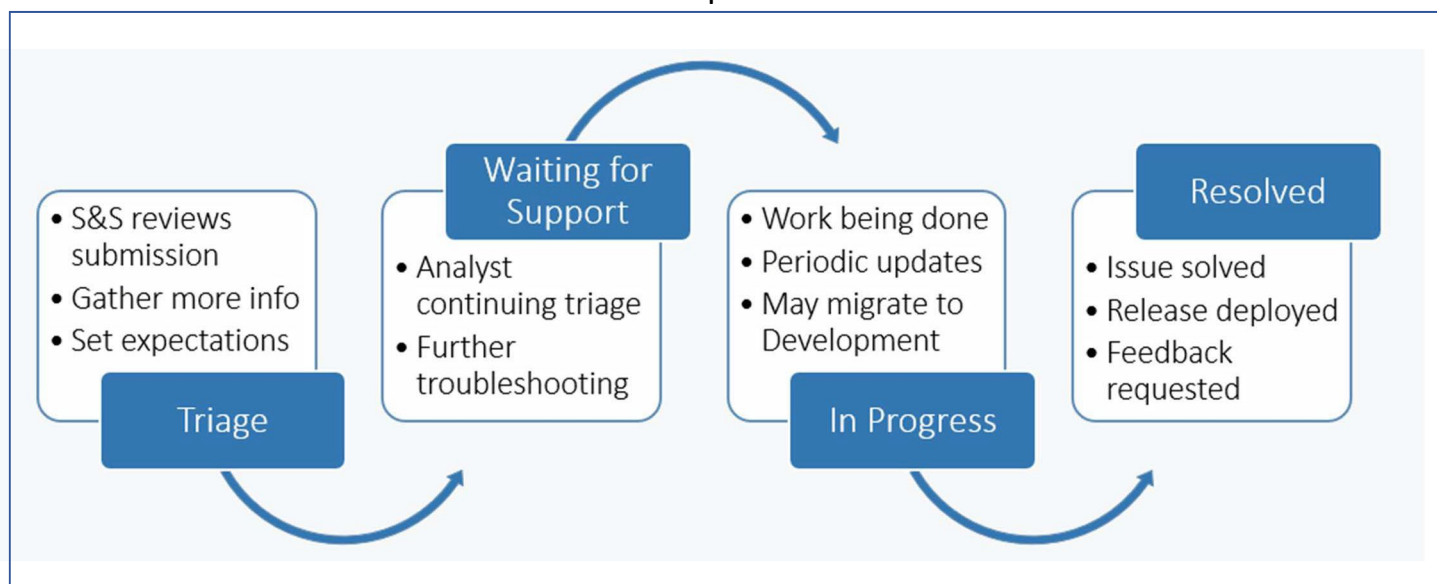 • S&S reviews
submission
• Gather more info
• Set expectations
Triage
Waiting for
Support
• Analyst
continuing triage
• Further
troubleshooting
• Work being done
• Periodic updates
• May migrate to
Development
In Progress
Resolved
• Issue solved
• Release deployed
• Feedback
requested